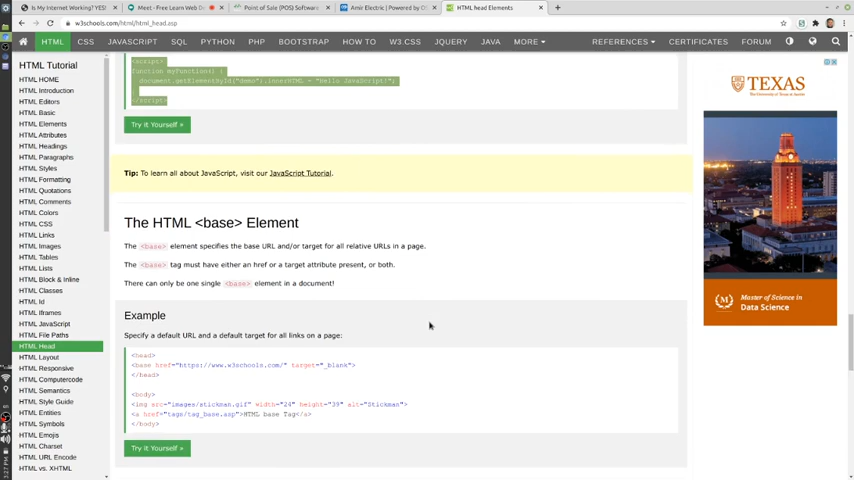 Is My Internet Working? YES!
Meet - Free Learn Web D
Point of Sale (POS) Software
Amir Electric | Powered by O
HTML head Elements
w3schools.com/html/html_head.asp
HTML CSS JAVASCRIPT SQL PYTHON PHP BOOTSTRAP HOW TO W3.CSS JQUERY JAVA MORE REFERENCES CERTIFICATES FORUM
HTML Tutorial
HTML HOME
HTML Introduction
HTML Editors
HTML Basic
HTML Elements
HTML Attributes
HTML Headings
HTML Paragraphs
HTML Styles
HTML Formatting
HTML Quotations
HTML Comments
HTML Colors
HTML CSS
HTML Links
HTML Images
HTML Tables
HTML Lists
HTML Block & Inline
HTML Classes
HTML Id
HTML Iframes
HTML JavaScript
HTML File Paths
HTML Head
HTML Layout
HTML Responsive
HTML Computercode
HTML Semantics
HTML Style Guide
HTML Entities
HTML Symbols
HTML Emojis
HTML Charset
HTML URL Encode
HTML vs. XHTML
<script>
function myFunction() {
document.getElementById("demo").innerHTML = "Hello JavaScript!";
}
</script>
Try it Yourself »
Tip: To learn all about JavaScript, visit our JavaScript Tutorial.
The HTML <base> Element
The <base> element specifies the base URL and/or target for all relative URLs in a page.
The <base> tag must have either an href or a target attribute present, or both.
There can only be one single <base> element in a document!
Example
Specify a default URL and a default target for all links on a page:
<head>
<base href="https://www.w3schools.com/" target="_blank">
</head>
<body>
<img src="images/stickman.gif" width="24" height="39" alt="Stickman">
<a href="tags/tag_base.asp">HTML base Tag</a>
</body>
Try it Yourself »
TEXAS
The University of Texas at Austin
Master of Science in
Data Science
3:27 PM